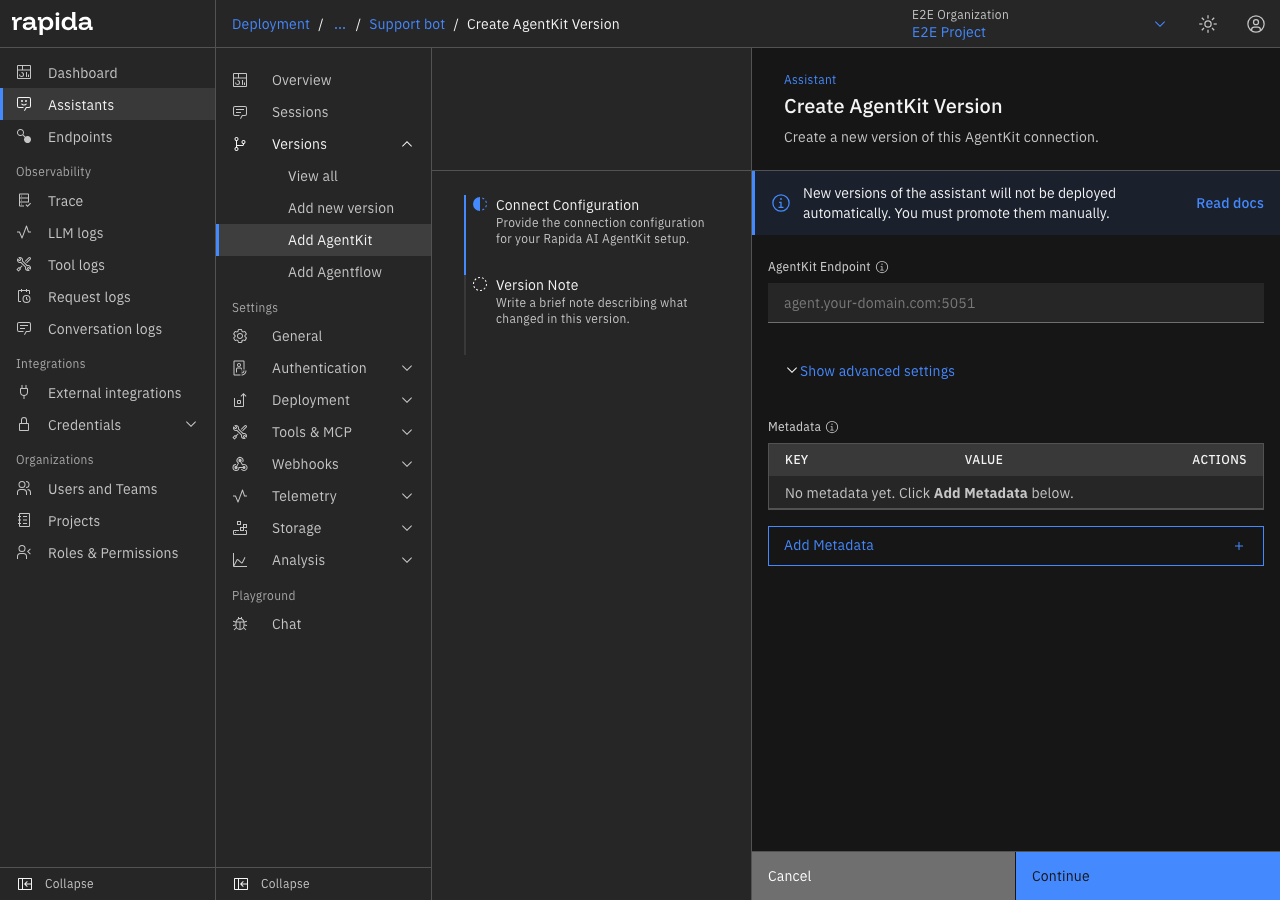 rapida
Deployment / ... / Support bot / Create AgentKit Version
E2E Organization
E2E Project
Dashboard
Assistants
Endpoints
Observability
Trace
LLM logs
Tool logs
Request logs
Conversation logs
Integrations
External integrations
Credentials
Organizations
Users and Teams
Projects
Roles & Permissions
Collapse
Overview
Sessions
Versions
View all
Add new version
Add AgentKit
Add Agentflow
Settings
General
Authentication
Deployment
Tools & MCP
Webhooks
Telemetry
Storage
Analysis
Playground
Chat
Collapse
Connect Configuration
Provide the connection configuration
for your Rapida AI AgentKit setup.
Version Note
Write a brief note describing what
changed in this version.
Assistant
Create AgentKit Version
Create a new version of this AgentKit connection.
New versions of the assistant will not be deployed
automatically. You must promote them manually.
Read docs
AgentKit Endpoint
agent.your-domain.com:5051
Show advanced settings
Metadata
KEY VALUE ACTIONS
No metadata yet. Click Add Metadata below.
Add Metadata +
Cancel
Continue